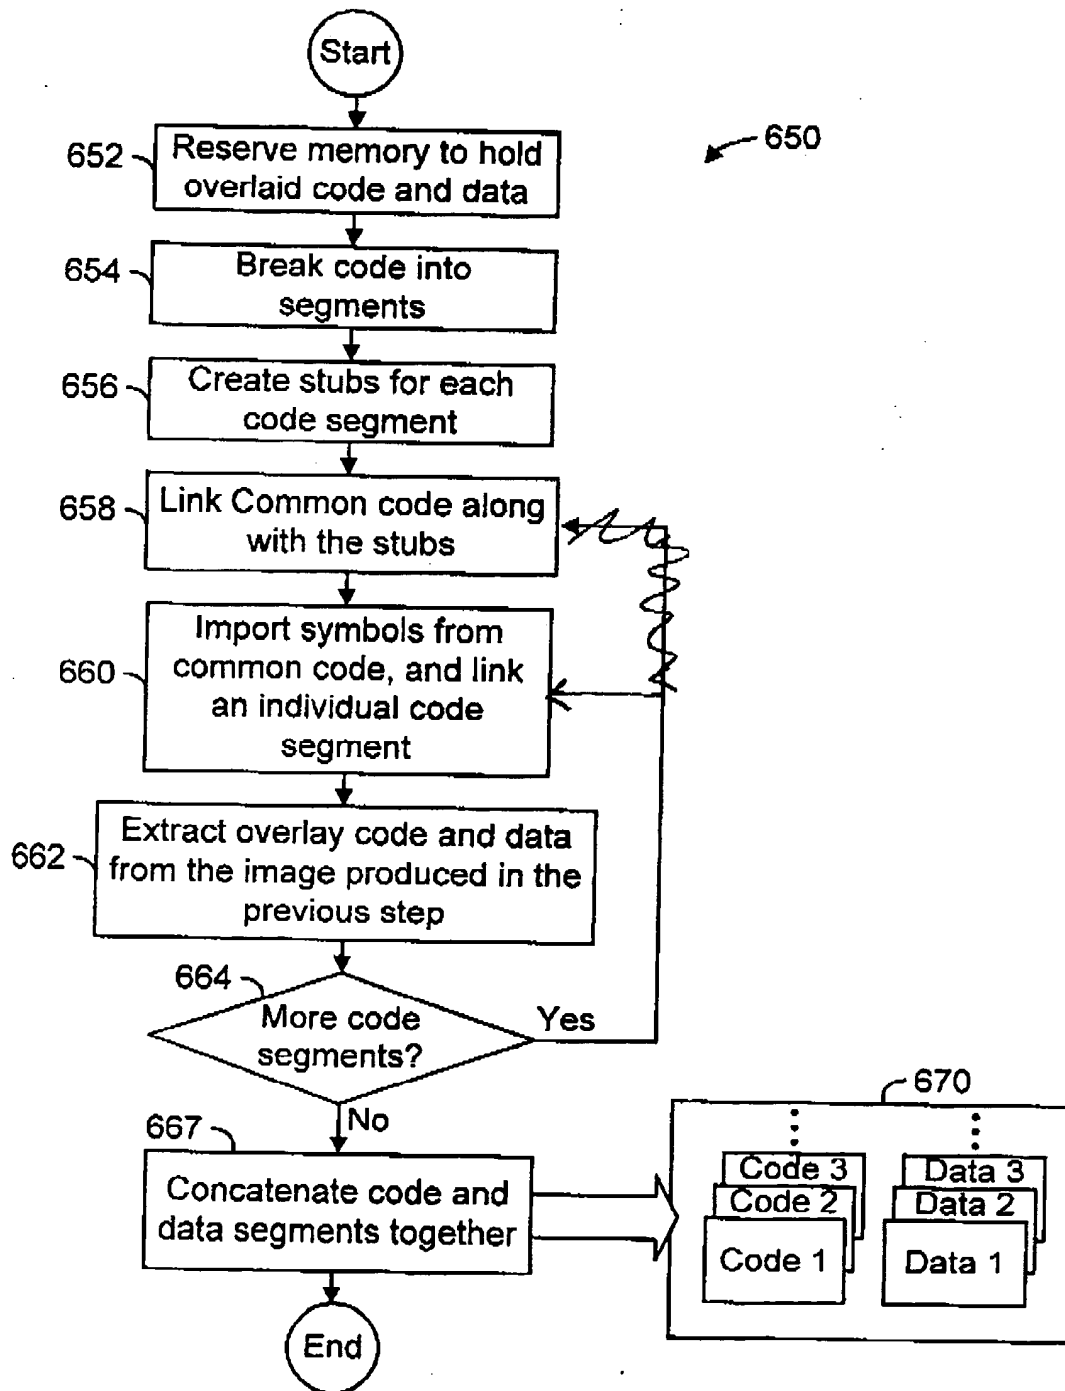 Start
650
652
Reserve memory to hold
overlaid code and data
654
Break code into
segments
656
Create stubs for each
code segment
658
Link Common code along
with the stubs
660
Import symbols from
common code, and link
an individual code
segment
662
Extract overlay code and data
from the image produced in the
previous step
664
More code
segments?
Yes
No
667
Concatenate code and
data segments together
670
Code 3
Code 2
Code 1
Data 3
Data 2
Data 1
End